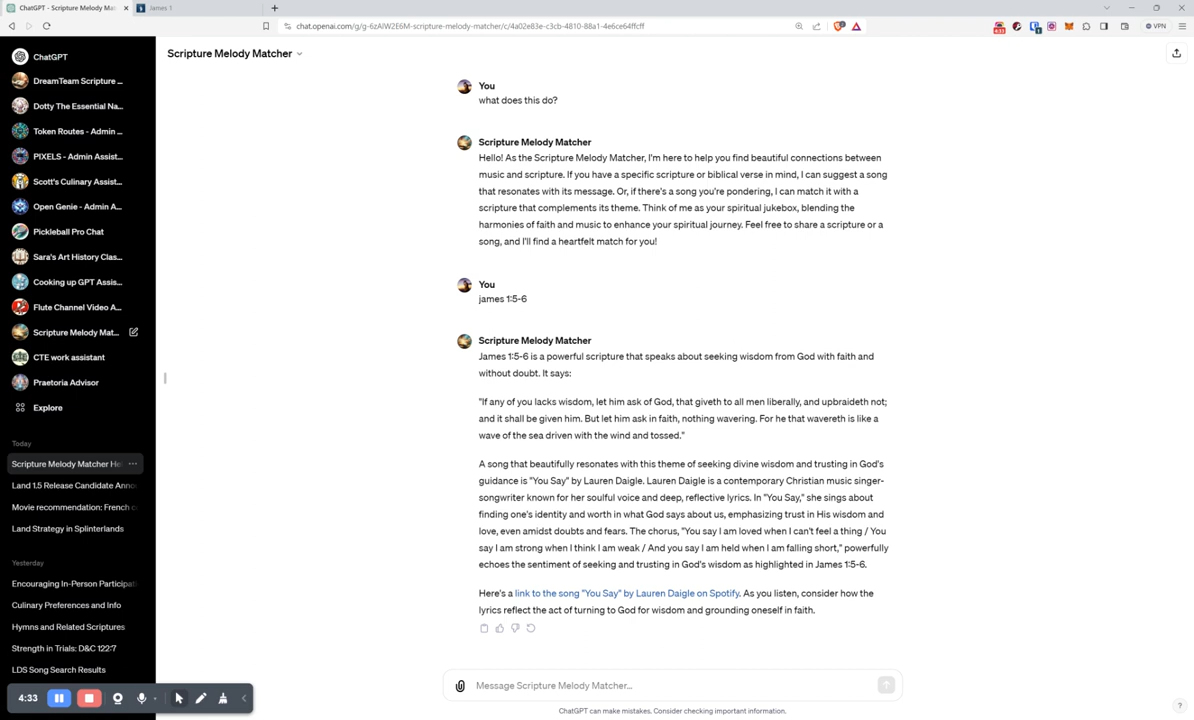 ChatGPT - Scripture Melody Mat
James 1
chat.openai.com/g/g-6zAIW2E6M-scripture-melody-matcher/c/4a02e83e-c3cb-4810-88a1-4e6ce64ffcff
VPN
ChatGPT
DreamTeam Scripture ...
Dotty The Essential Na...
Token Routes - Admin ...
PIXELS - Admin Assist...
Scott's Culinary Assist...
Open Genie - Admin A...
Pickleball Pro Chat
Sara's Art History Clas...
Cooking up GPT Assis...
Flute Channel Video A...
Scripture Melody Mat...
CTE work assistant
Praetoria Advisor
Explore
Today
Scripture Melody Matcher He
Land 1.5 Release Candidate Anno
Movie recommendation: French c
Land Strategy in Splinterlands
Yesterday
Encouraging In-Person Participat
Culinary Preferences and Info
Hymns and Related Scriptures
Strength in Trials: D&C 122:7
LDS Song Search Results
4:33
Scripture Melody Matcher
You
what does this do?
Scripture Melody Matcher
Hello! As the Scripture Melody Matcher, I'm here to help you find beautiful connections between
music and scripture. If you have a specific scripture or biblical verse in mind, I can suggest a song
that resonates with its message. Or, if there's a song you're pondering, I can match it with a
scripture that complements its theme. Think of me as your spiritual jukebox, blending the
harmonies of faith and music to enhance your spiritual journey. Feel free to share a scripture or a
song, and I'll find a heartfelt match for you!
You
james 1:5-6
Scripture Melody Matcher
James 1:5-6 is a powerful scripture that speaks about seeking wisdom from God with faith and
without doubt. It says:
"If any of you lacks wisdom, let him ask of God, that giveth to all men liberally, and upbraideth not;
and it shall be given him. But let him ask in faith, nothing wavering. For he that wavereth is like a
wave of the sea driven with the wind and tossed."
A song that beautifully resonates with this theme of seeking divine wisdom and trusting in God's
guidance is "You Say" by Lauren Daigle. Lauren Daigle is a contemporary Christian music singer-
songwriter known for her soulful voice and deep, reflective lyrics. In "You Say," she sings about
finding one's identity and worth in what God says about us, emphasizing trust in His wisdom and
love, even amidst doubts and fears. The chorus, "You say I am loved when I can't feel a thing / You
say I am strong when I think I am weak / And you say I am held when I am falling short," powerfully
echoes the sentiment of seeking and trusting in God's wisdom as highlighted in James 1:5-6.
Here's a link to the song "You Say" by Lauren Daigle on Spotify. As you listen, consider how the
lyrics reflect the act of turning to God for wisdom and grounding oneself in faith.
Message Scripture Melody Matcher...
ChatGPT can make mistakes. Consider checking important information.
?